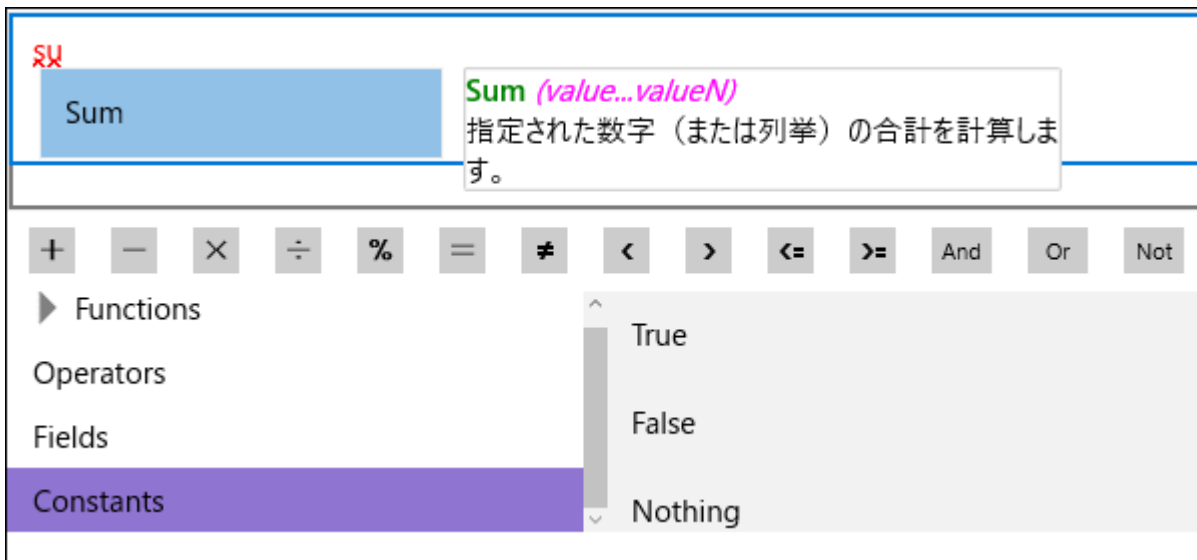 su
Sum
Sum (value...valueN)
指定された数字（または列挙）の合計を計算しま
す。
+ − × ÷ % = ≠ < > <= >= And Or Not
Functions
Operators
Fields
Constants
True
False
Nothing